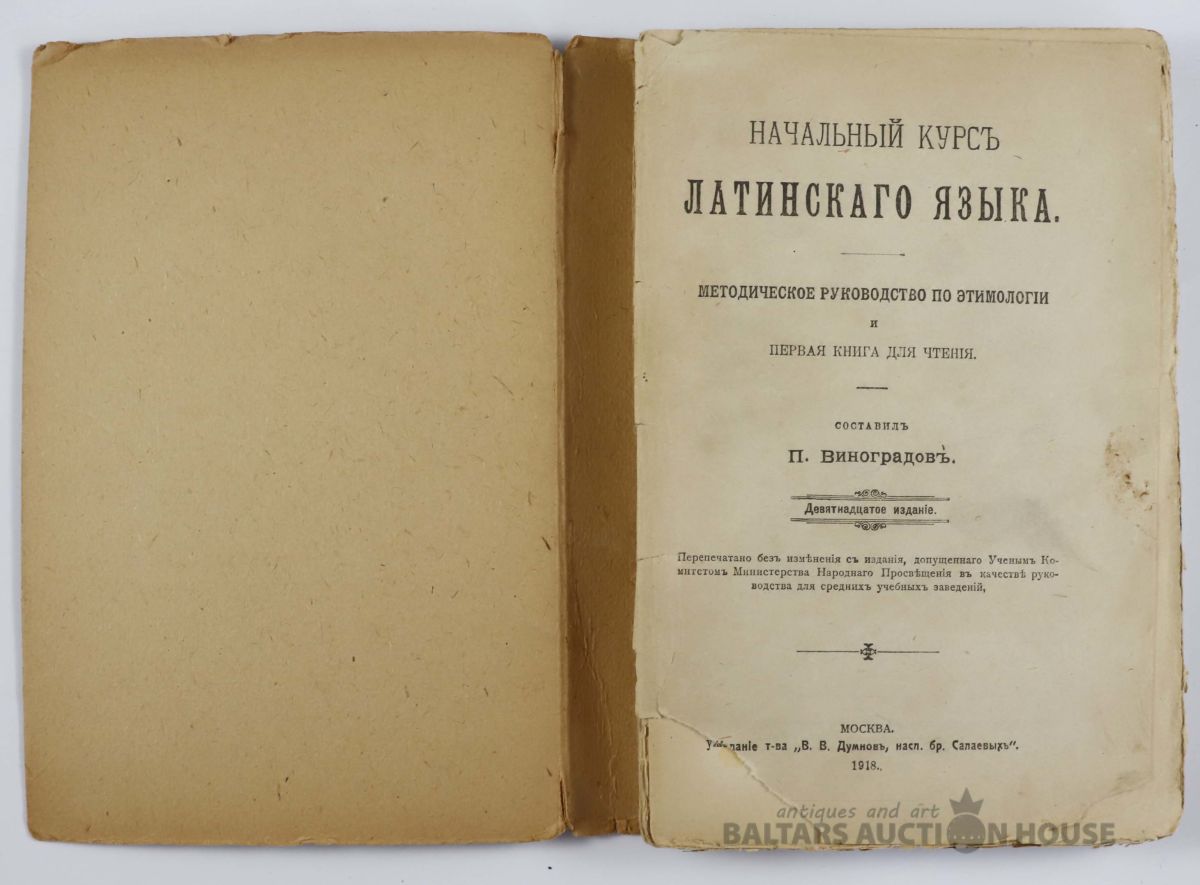 НАЧАЛЬНЫЙ КУРСЪ
ЛАТИНСКАГО ЯЗЫКА.
МЕТОДИЧЕСКОЕ РУКОВОДСТВО ПО ЭТИМОЛОГІИ
И
ПЕРВАЯ КНИГА ДЛЯ ЧТЕНІЯ.
СОСТАВИЛЪ
П. Виноградовъ.
Девятнадцатое изданіе.
Перепечатано безъ измѣненія съ изданія, допущеннаго Ученымъ Ко-
митетомъ Министерства Народнаго Просвѣщенія въ качествѣ руко-
водства для среднихъ учебныхъ заведеній,
МОСКВА.
т-ва „В. В. Думновъ, насл. бр. Салаевыхъ".
1918.
antiques and art
BALTARS AUCTION HOUSE